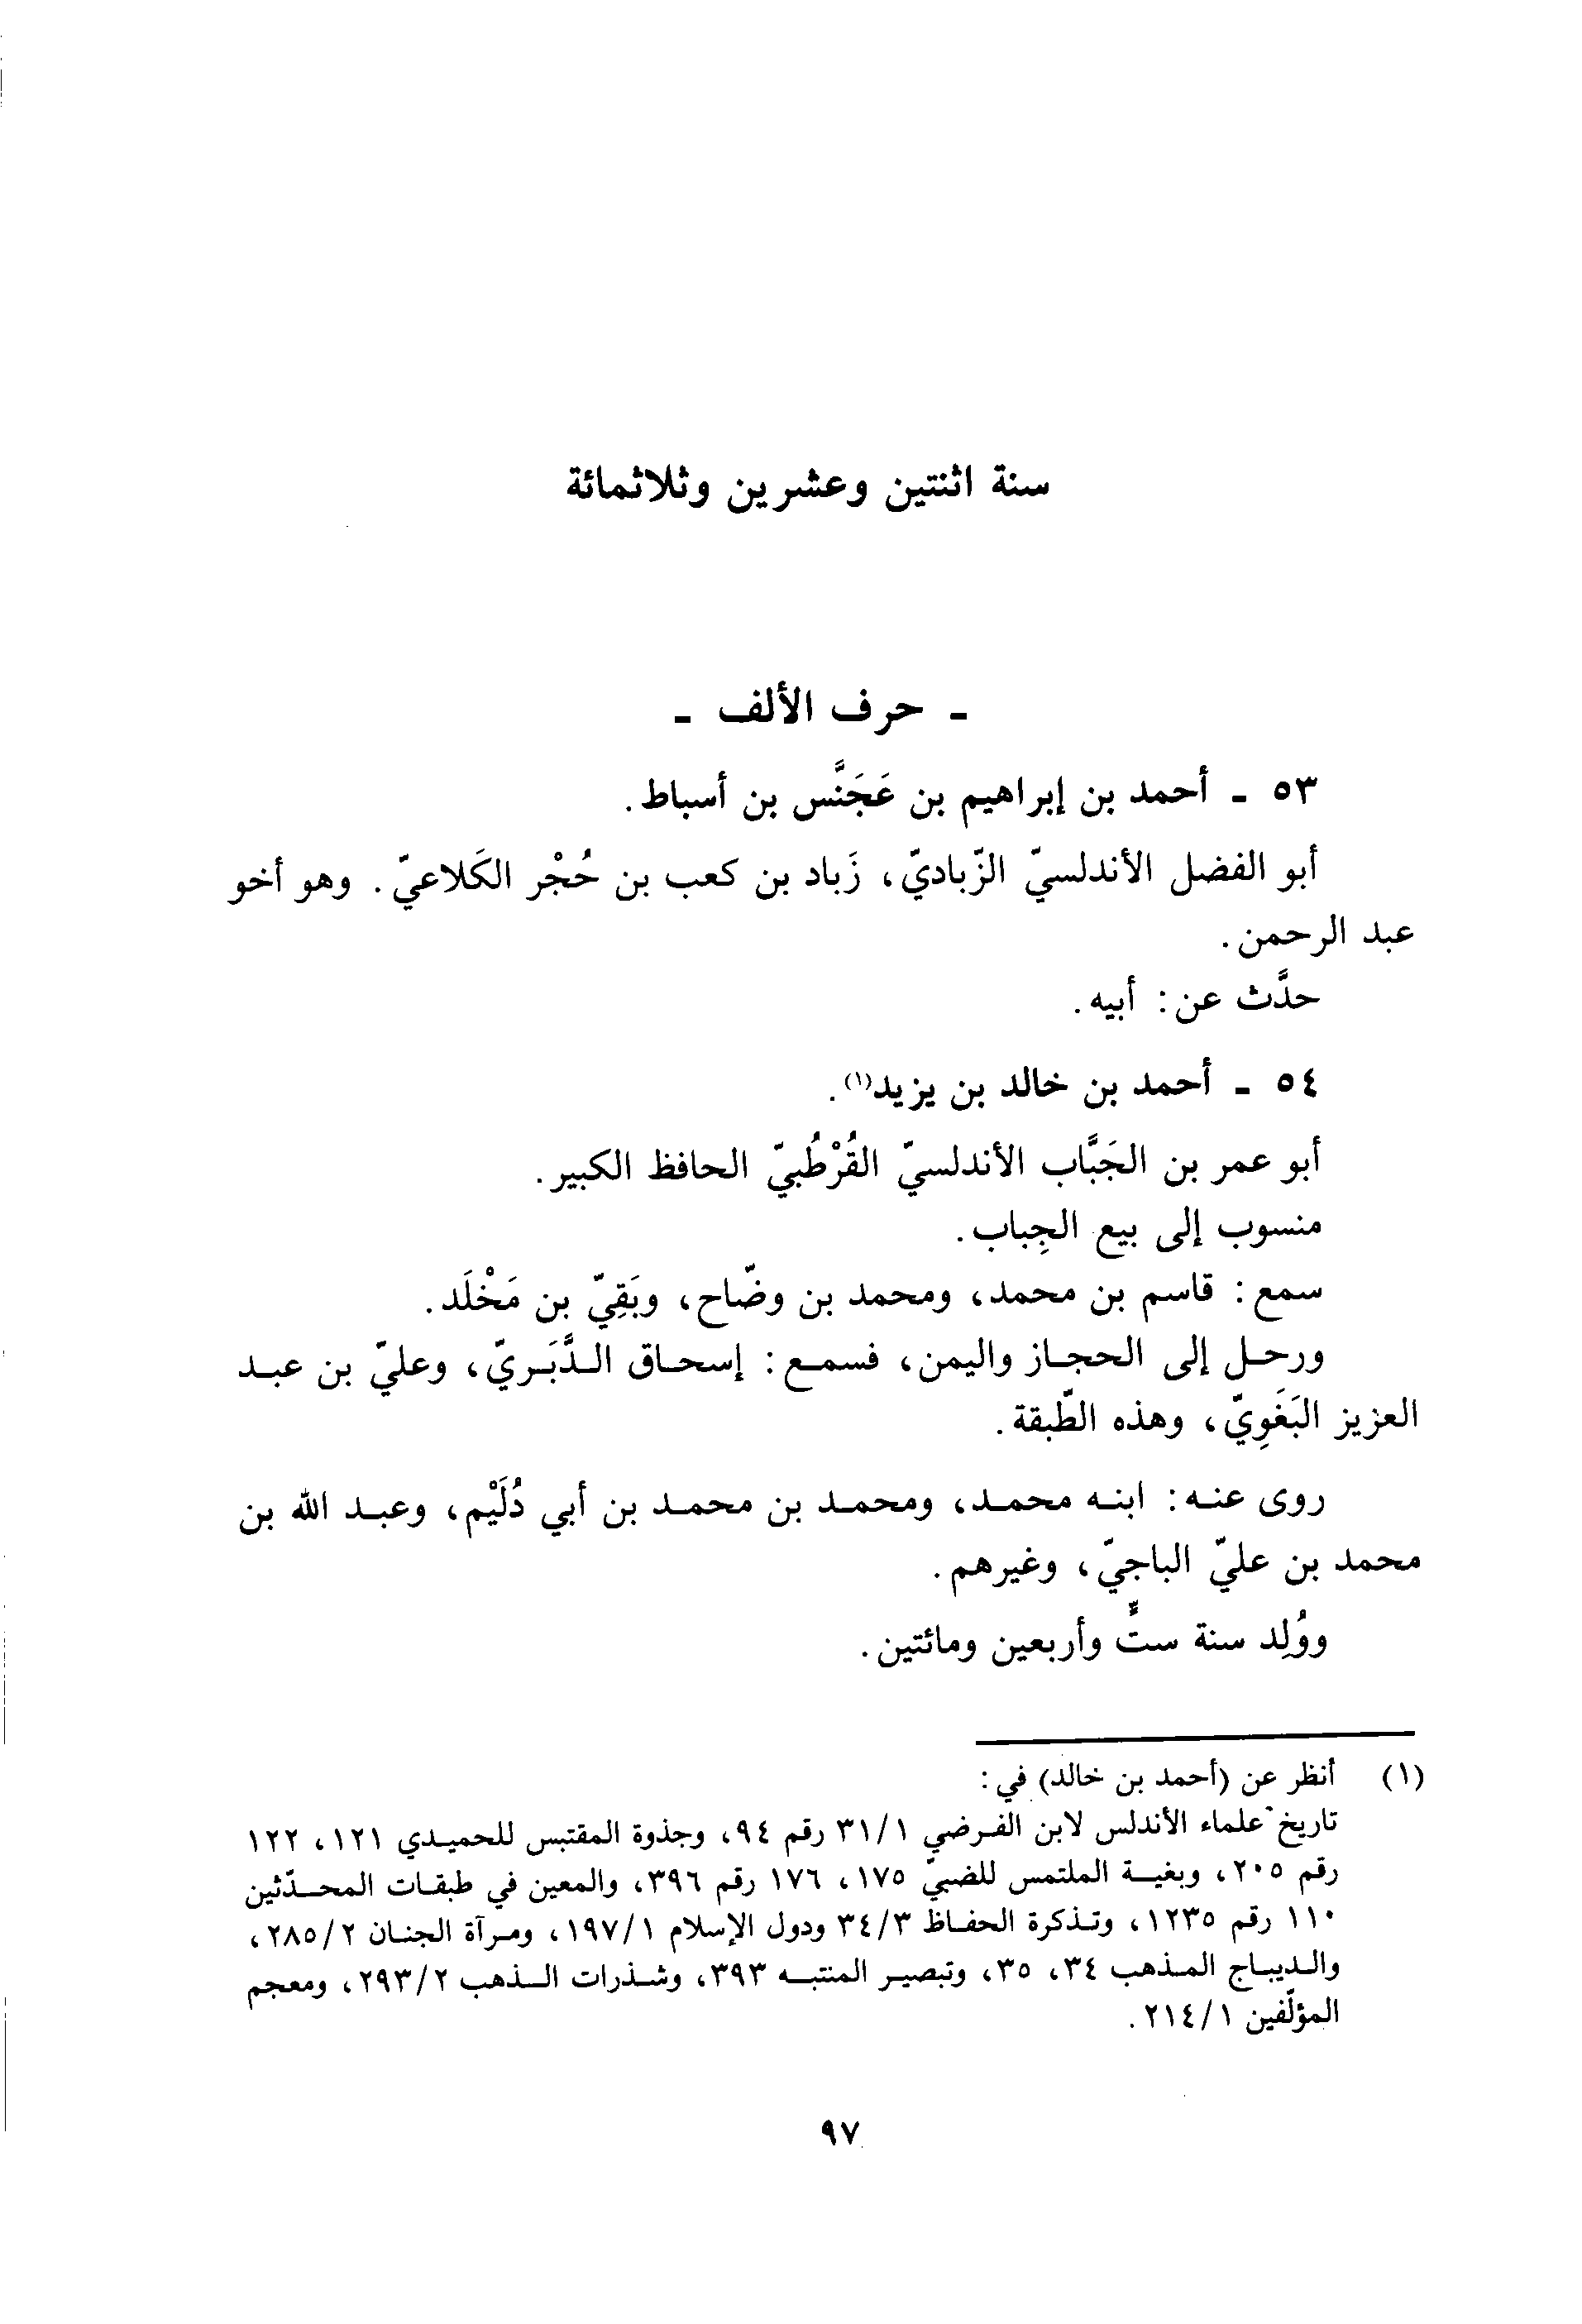 سنة اثنتين وعشرين وثلاثمائة
- حرف الألف -
٥٣ - أحمد بن إبراهيم بن عَجَنَّس بن أسباط.
أبو الفضل الأندلسيّ الزّباديّ، زَباد بن كعب بن حُجْر الكَلاعيّ. وهو أخو
عبد الرحمن.
حدَّث عن: أبيه.
٥٤ - أحمد بن خالد بن يزيد(١).
أبو عمر بن الجَبَّاب الأندلسيّ القُرْطُبيّ الحافظ الكبير.
منسوب إلى بيع الجِباب.
سمع: قاسم بن محمد، ومحمد بن وضّاح، وبَقِيّ بن مَخْلَد.
ورحل إلى الحجاز واليمن، فسمع: إسحاق الدَّبَريّ، وعليّ بن عبد
العزيز البَغَوِيّ، وهذه الطّبقة.
روى عنه: ابنه محمد، ومحمد بن محمد بن أبي دُلَيْم، وعبد الله بن
محمد بن عليّ الباجيّ، وغيرهم.
ووُلِد سنة ستٍّ وأربعين ومائتين.
(١) أنظر عن (أحمد بن خالد) في:
تاريخ علماء الأندلس لابن الفرضي ٣١/١ رقم ٩٤، وجذوة المقتبس للحميدي ١٢١، ١٢٢
رقم ٢٠٥، وبغية الملتمس للضبيّ ١٧٥، ١٧٦ رقم ٣٩٦، والمعين في طبقات المحدّثين
١١٠ رقم ١٢٣٥، وتذكرة الحفاظ ٣٤/٣ ودول الإسلام ١٩٧/١، ومرآة الجنان ٢٨٥/٢،
والديباج المذهب ٣٤، ٣٥، وتبصير المنتبه ٣٩٣، وشذرات الذهب ٢٩٣/٢، ومعجم
المؤلّفين ٢١٤/١.
٩٧